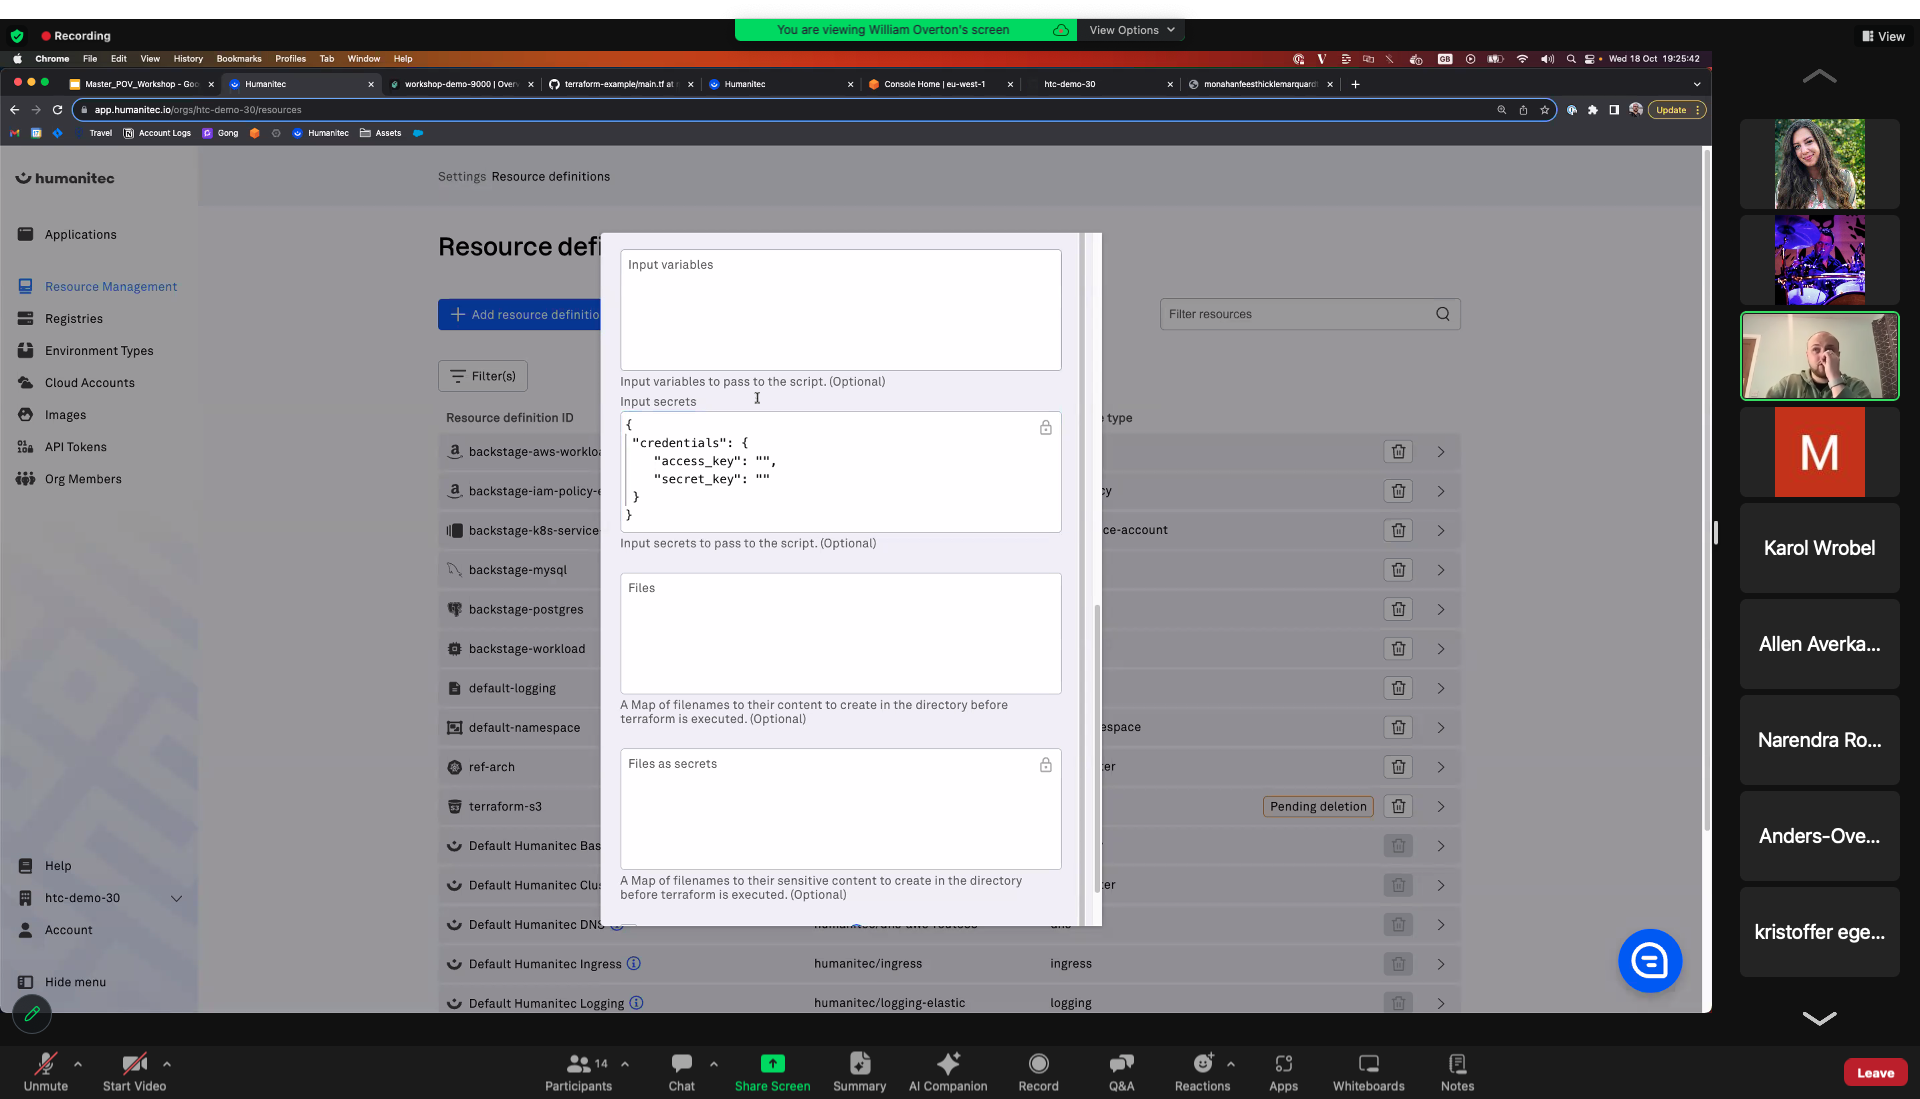 You are viewing William Overton's screen
View Options
Recording
View
Chrome File Edit View History Bookmarks Profiles Tab Window Help
GB
Wed 18 Oct 19:25:42
Master_POV_Workshop - Goo
Humanitec
workshop-demo-9000 | Over
terraform-example/main.tf at
Humanitec
Console Home | eu-west-1
htc-demo-30
monahanfeesthicklemarquard
app.humanitec.io/orgs/htc-demo-30/resources
Update
Travel
Account Logs
Gong
Humanitec
Assets
humanitec
Settings Resource definitions
Applications
Resource Management
Registries
Environment Types
Cloud Accounts
Images
API Tokens
Org Members
Help
htc-demo-30
Account
Hide menu
Resource defi
Add resource definitio
Filter resources
Filter(s)
Resource definition ID
type
backstage-aws-workloa
backstage-iam-policy-e
cy
backstage-k8s-service-
ce-account
backstage-mysql
backstage-postgres
backstage-workload
default-logging
default-namespace
espace
ref-arch
ter
terraform-s3
Pending deletion
Default Humanitec Bas
Default Humanitec Clus
ter
Default Humanitec DNS
Default Humanitec Ingress
humanitec/ingress
ingress
Default Humanitec Logging
humanitec/logging-elastic
logging
Input variables
Input variables to pass to the script. (Optional)
Input secrets
{
"credentials": {
"access_key": "",
"secret_key": ""
}
}
Input secrets to pass to the script. (Optional)
Files
A Map of filenames to their content to create in the directory before
terraform is executed. (Optional)
Files as secrets
A Map of filenames to their sensitive content to create in the directory
before terraform is executed. (Optional)
M
Karol Wrobel
Allen Averka...
Narendra Ro...
Anders-Ove...
kristoffer ege...
Unmute
Start Video
14
Participants
Chat
Share Screen
Summary
AI Companion
Record
Q&A
Reactions
Apps
Whiteboards
Notes
Leave